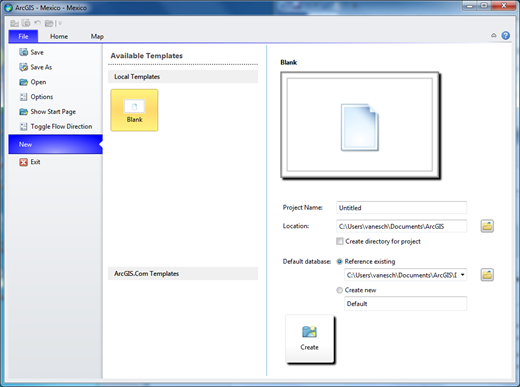 ArcGIS - Mexico - Mexico
File Home Map
Save
Save As
Open
Options
Show Start Page
Toggle Flow Direction
New
Exit
Available Templates
Local Templates
Blank
ArcGIS.Com Templates
Blank
Project Name: Untitled
Location: C:\Users\vanesch\Documents\ArcGIS
Create directory for project
Default database: Reference existing
C:\Users\vanesch\Documents\ArcGIS\
Create new
Default
Create